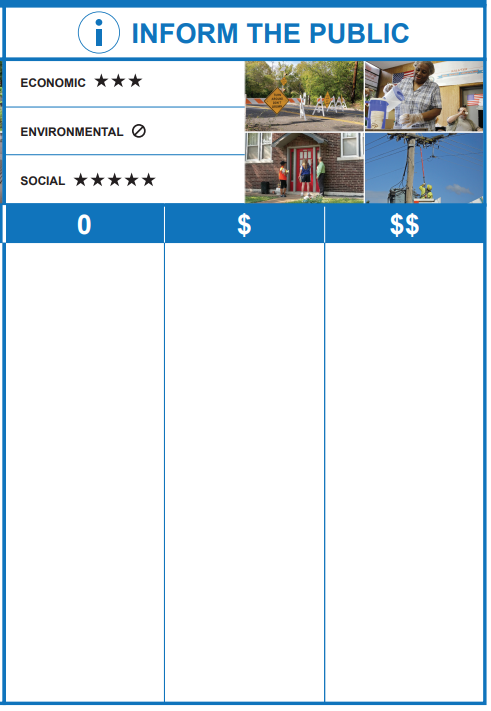 i INFORM THE PUBLIC
ECONOMIC ★★★
ENVIRONMENTAL ⊘
SOCIAL ★★★★★
0 $ $$